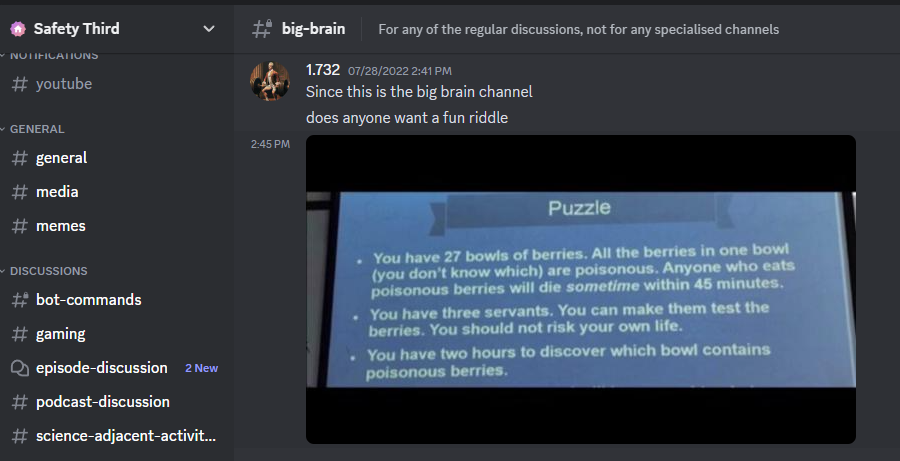 Safety Third
NOTIFICATIONS
# youtube
GENERAL
# general
# media
# memes
DISCUSSIONS
# bot-commands
# gaming
episode-discussion 2 New
# podcast-discussion
# science-adjacent-activit...
# big-brain For any of the regular discussions, not for any specialised channels
1.732 07/28/2022 2:41 PM
Since this is the big brain channel
does anyone want a fun riddle
2:45 PM
Puzzle
• You have 27 bowls of berries. All the berries in one bowl
(you don't know which) are poisonous. Anyone who eats
poisonous berries will die sometime within 45 minutes.
• You have three servants. You can make them test the
berries. You should not risk your own life.
• You have two hours to discover which bowl contains
poisonous berries.